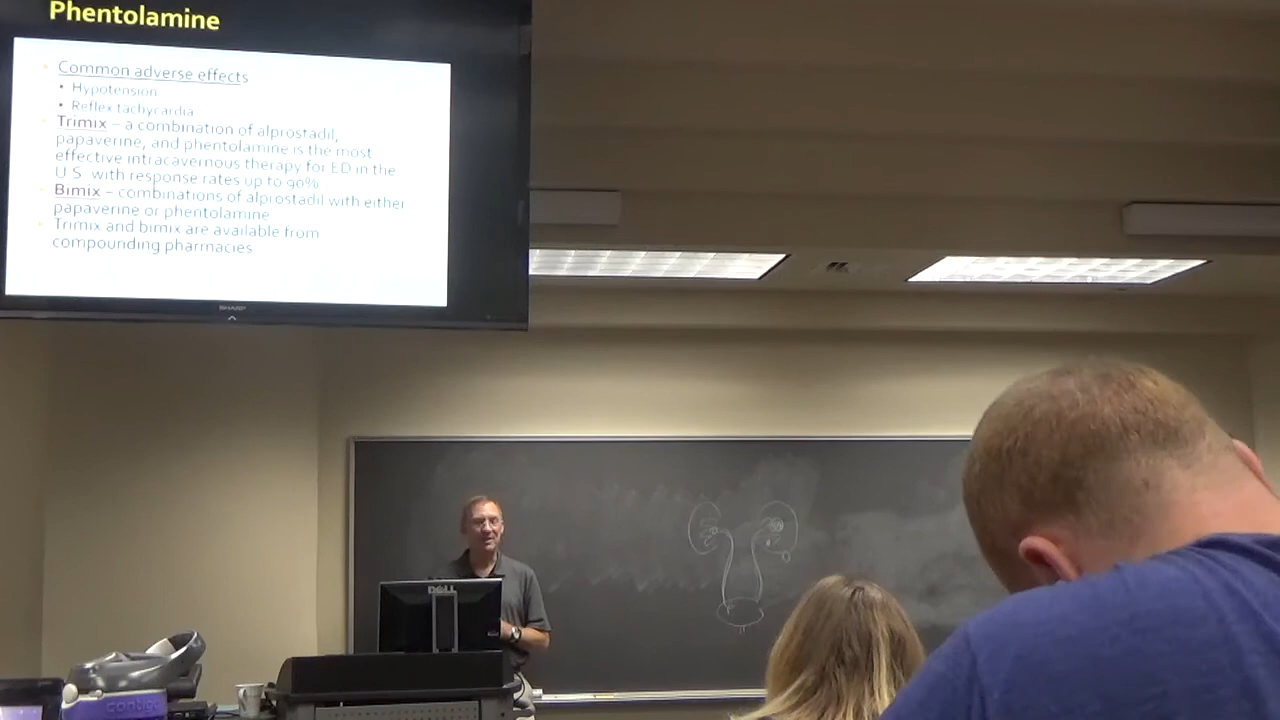 Phentolamine
Common adverse effects
• Hypotension
• Reflex tachycardia
Trimix – a combination of alprostadil,
papaverine, and phentolamine is the most
effective intracavernous therapy for ED in the
U.S. with response rates up to 90%
Bimix – combinations of alprostadil with either
papaverine or phentolamine
Trimix and bimix are available from
compounding pharmacies
SHARP
DELL
contigo